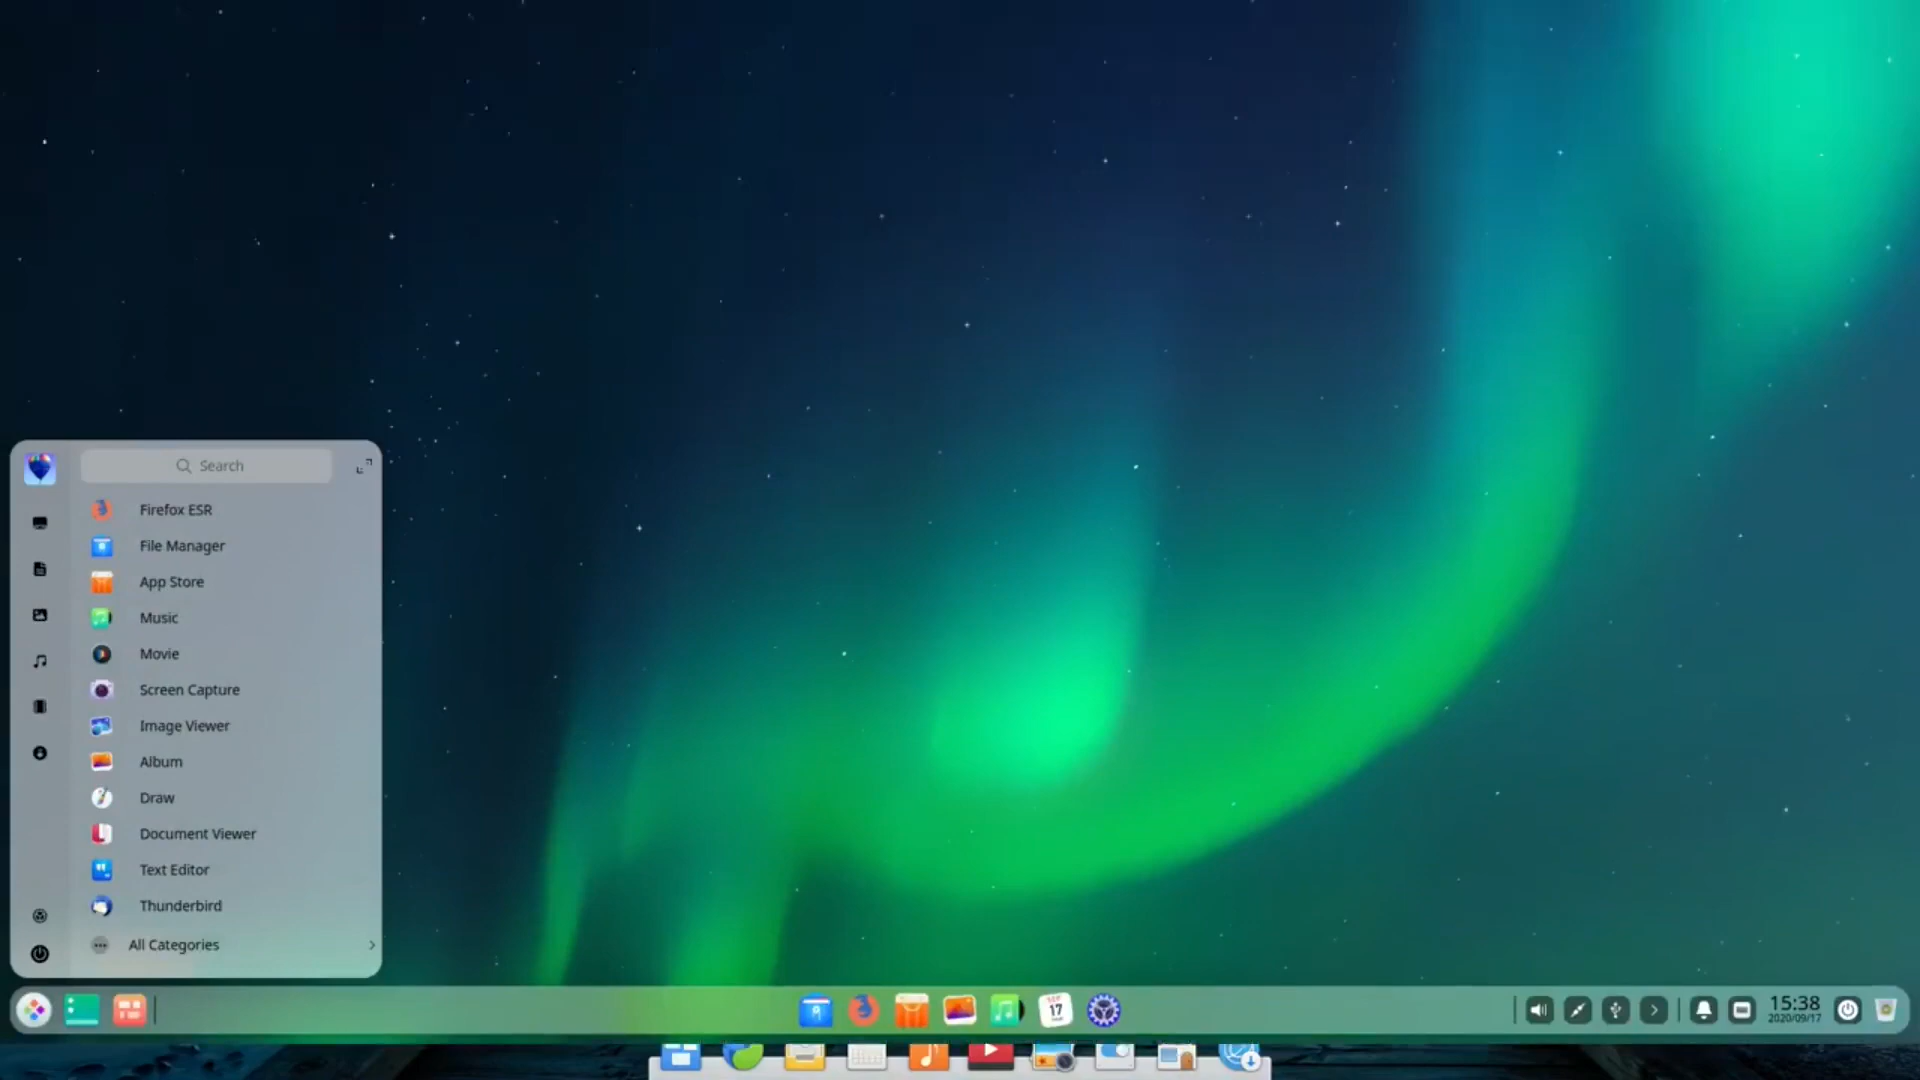 Search
Firefox ESR
File Manager
App Store
Music
Movie
Screen Capture
Image Viewer
Album
Draw
Document Viewer
Text Editor
Thunderbird
All Categories
17
15:38
2020/09/17